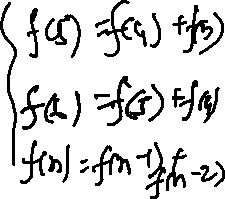 f(5) = f(4) + f(3)
f(6) = f(5) + f(4)
f(n) = f(n-1) + f(n-2)